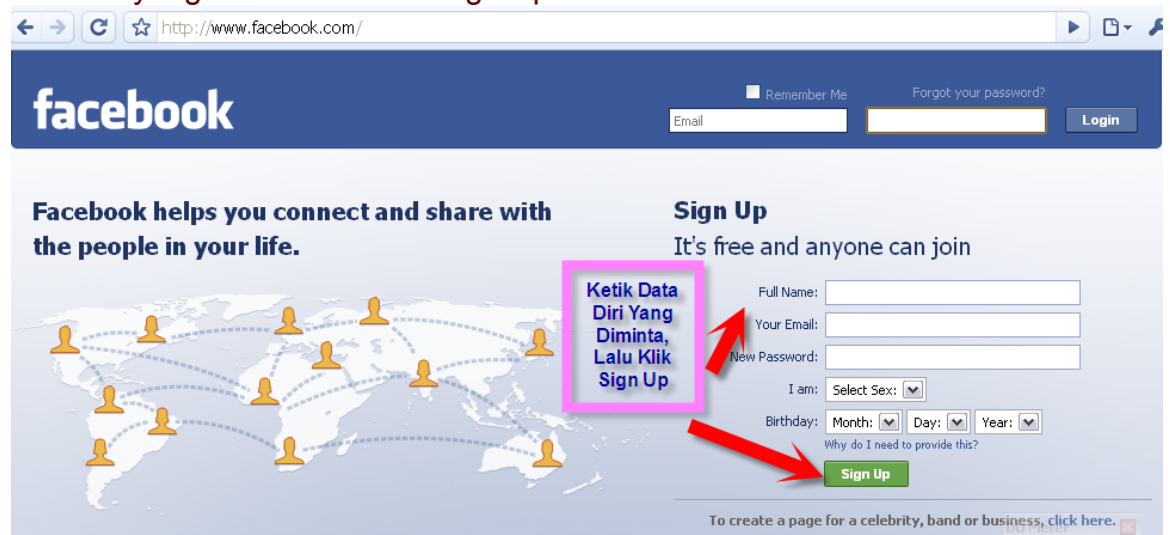 http://www.facebook.com/
facebook
Remember Me
Forgot your password?
Email
Login
Facebook helps you connect and share with
the people in your life.
Sign Up
It's free and anyone can join
Ketik Data
Diri Yang
Diminta,
Lalu Klik
Sign Up
Full Name:
Your Email:
New Password:
I am: Select Sex:
Birthday: Month: Day: Year:
Why do I need to provide this?
Sign Up
To create a page for a celebrity, band or business, click here.
DU Meter